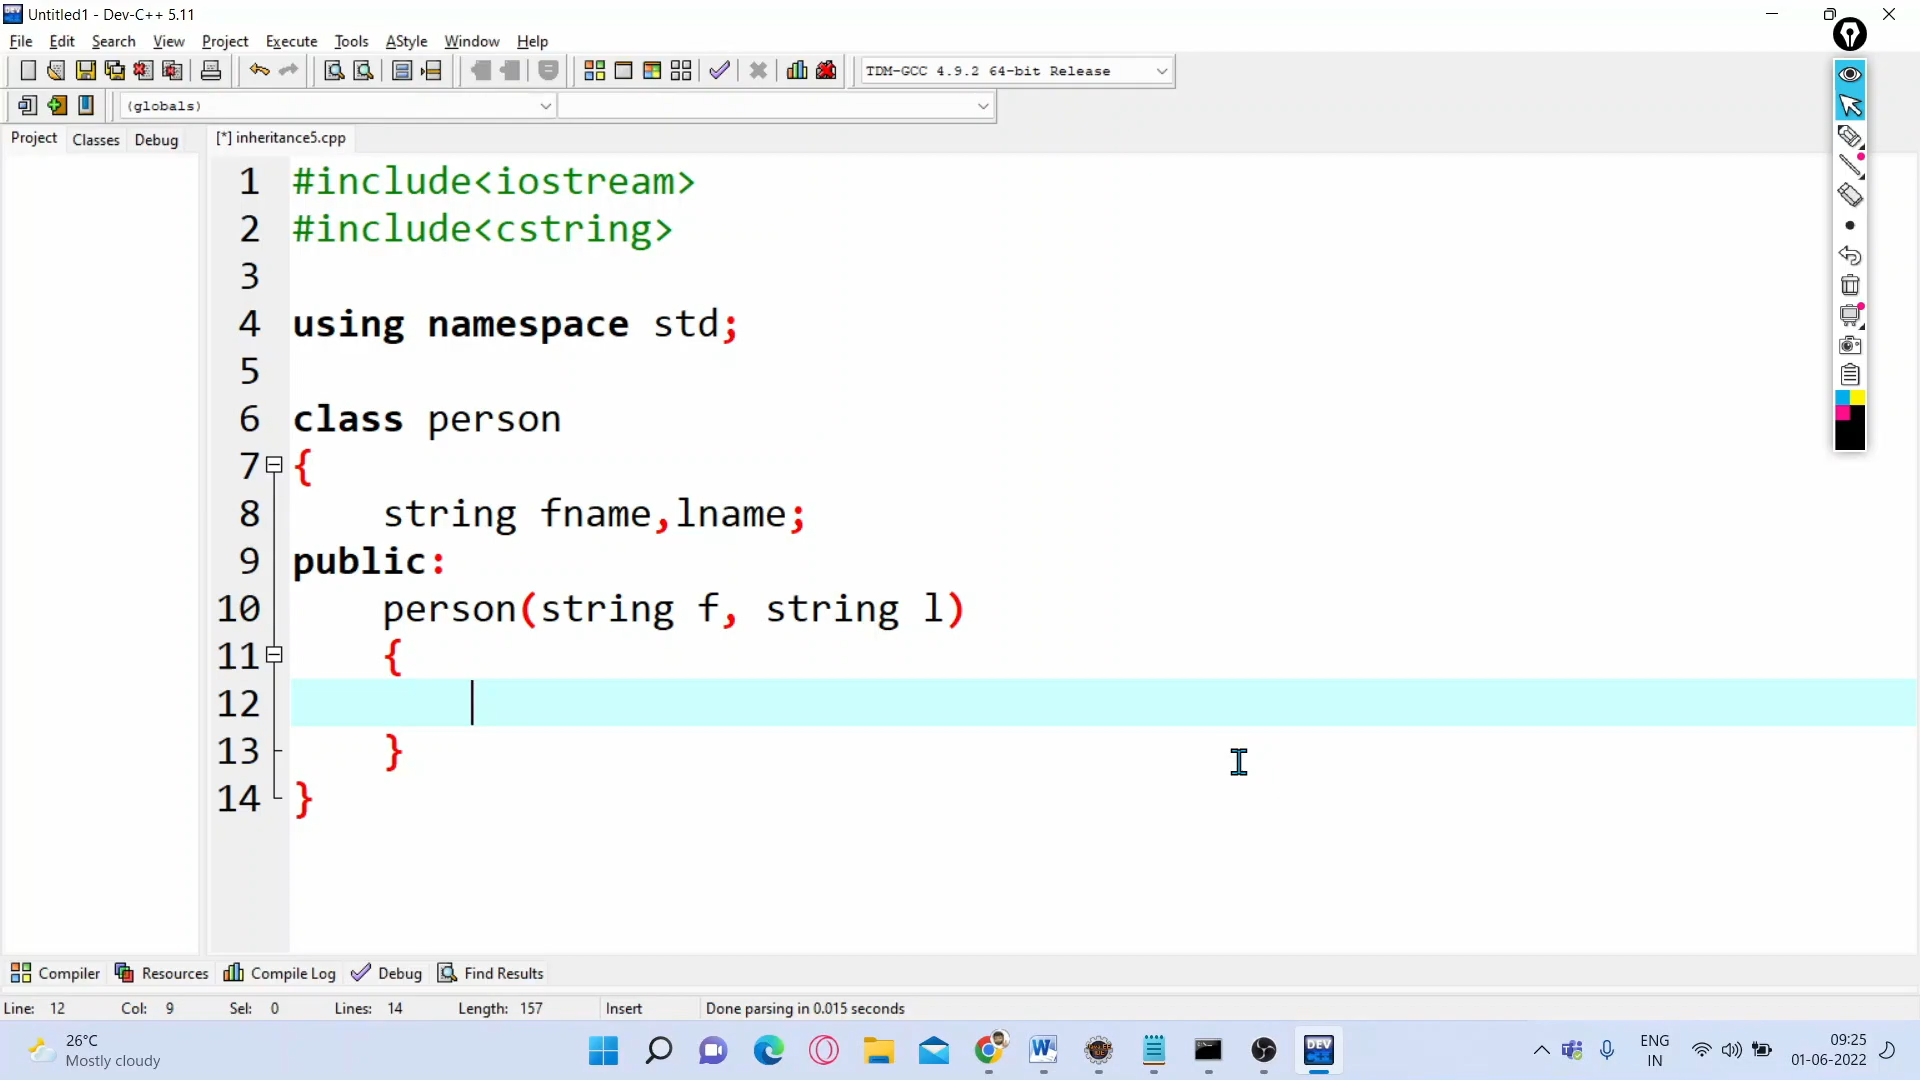 Untitled1 - Dev-C++ 5.11
File Edit Search View Project Execute Tools AStyle Window Help
TDM-GCC 4.9.2 64-bit Release
(globals)
Project Classes Debug [*] inheritance5.cpp
1 #include<iostream>
2 #include<cstring>
3
4 using namespace std;
5
6 class person
7 {
8 string fname,lname;
9 public:
10 person(string f, string l)
11 {
12
13 }
14 }
Compiler Resources Compile Log Debug Find Results
Line: 12 Col: 9 Sel: 0 Lines: 14 Length: 157 Insert Done parsing in 0.015 seconds
26°C
Mostly cloudy
ENG
IN
09:25
01-06-2022
DEV
C++